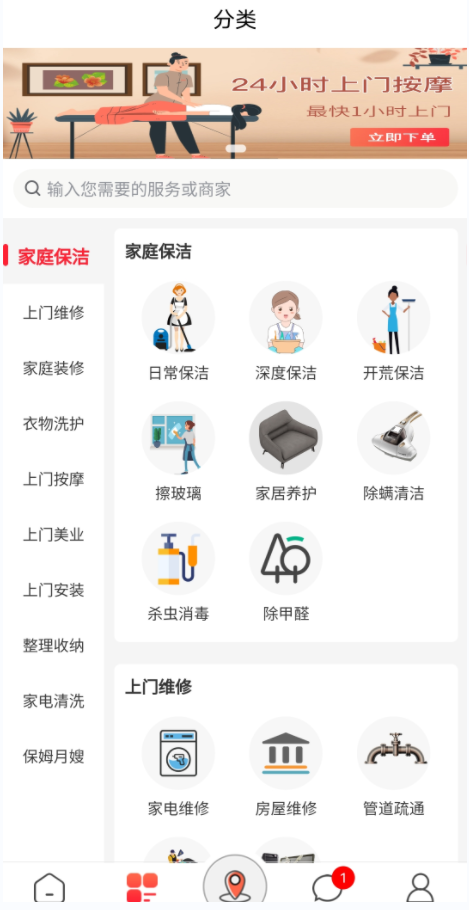 分类
24小时上门按摩
最快1小时上门
立即下单
输入您需要的服务或商家
家庭保洁
上门维修
家庭装修
衣物洗护
上门按摩
上门美业
上门安装
整理收纳
家电清洗
保姆月嫂
家庭保洁
日常保洁 深度保洁 开荒保洁
擦玻璃 家居养护 除螨清洁
杀虫消毒 除甲醛
上门维修
家电维修 房屋维修 管道疏通
1